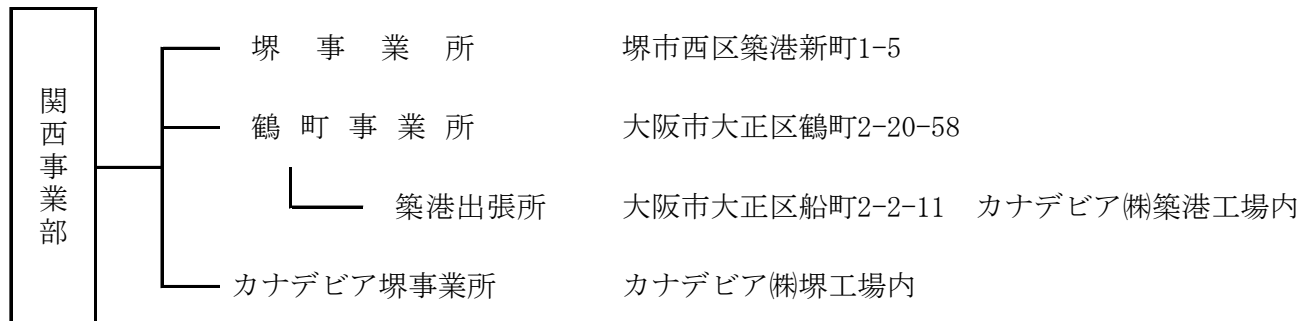 関西事業部
堺事業所 堺市西区築港新町1-5
鶴町事業所 大阪市大正区鶴町2-20-58
築港出張所 大阪市大正区船町2-2-11 カナデビア㈱築港工場内
カナデビア堺事業所 カナデビア㈱堺工場内